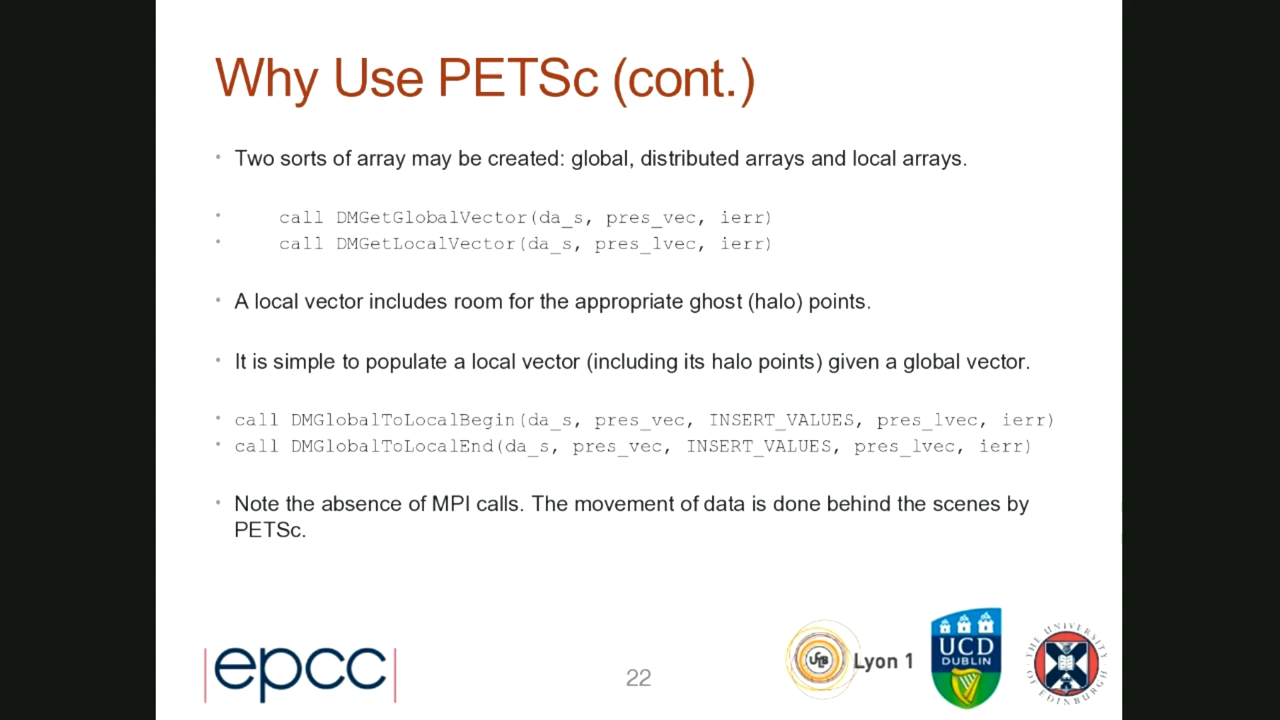 Why Use PETSc (cont.)
• Two sorts of array may be created: global, distributed arrays and local arrays.
• call DMGetGlobalVector(da_s, pres_vec, ierr)
• call DMGetLocalVector(da_s, pres_lvec, ierr)
• A local vector includes room for the appropriate ghost (halo) points.
• It is simple to populate a local vector (including its halo points) given a global vector.
• call DMGlobalToLocalBegin(da_s, pres_vec, INSERT_VALUES, pres_lvec, ierr)
• call DMGlobalToLocalEnd(da_s, pres_vec, INSERT_VALUES, pres_lvec, ierr)
• Note the absence of MPI calls. The movement of data is done behind the scenes by
PETSc.
|epcc|
22
Lyon 1
UCD
DUBLIN
THE UNIVERSITY
OF EDINBURGH